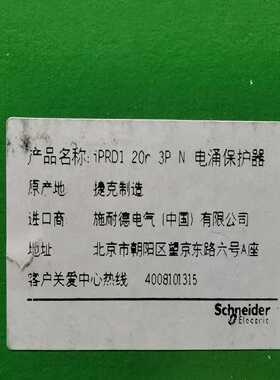 产品名称: iPRD1 20r 3P N 电涌保护器
原产地 捷克制造
进口商 施耐德电气 (中国) 有限公司
地址 北京市朝阳区望京东路六号A座
客户关爱中心热线 4008101315
Schneider
Electric